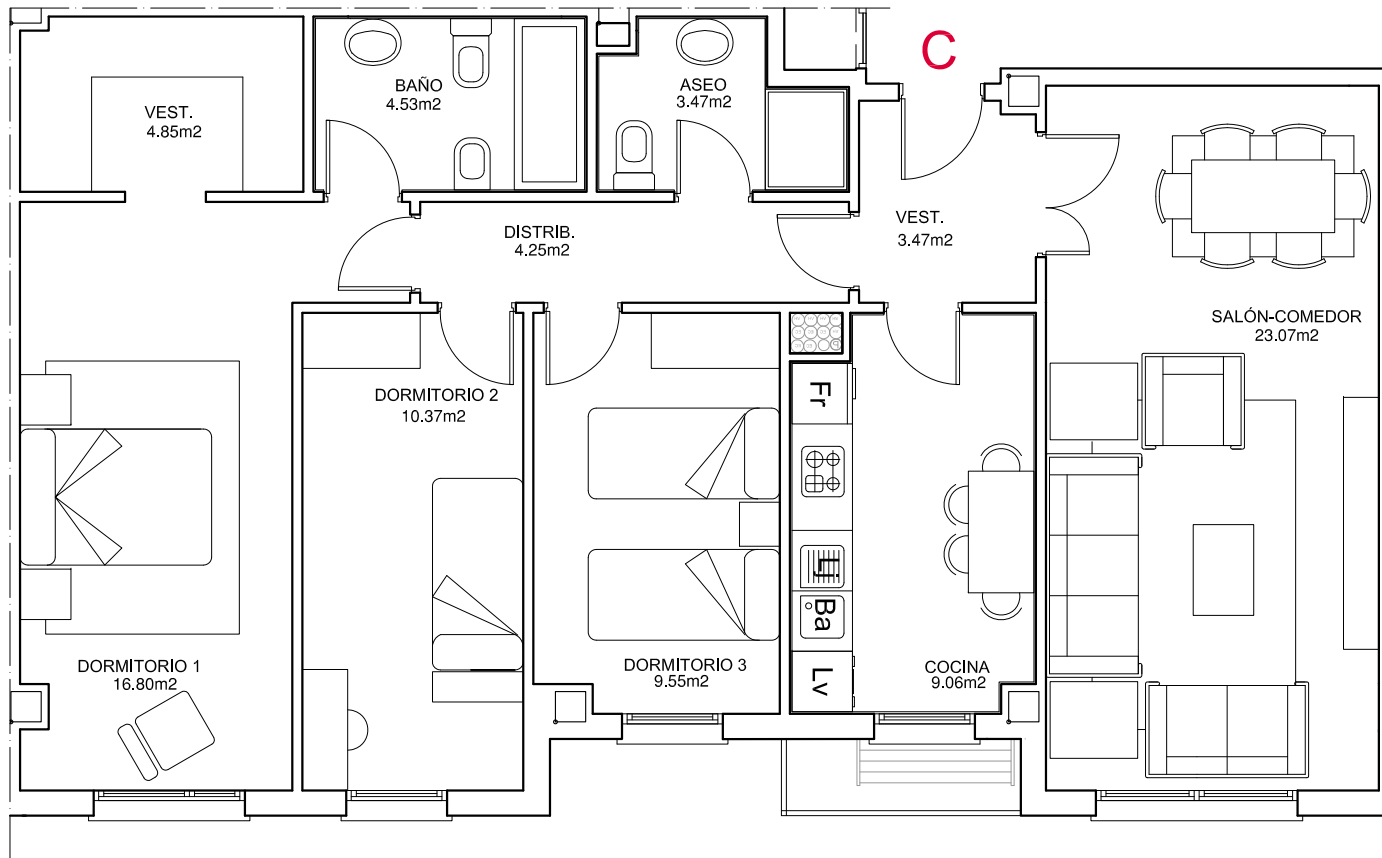 C
VEST.
4.85m2
BAÑO
4.53m2
ASEO
3.47m2
DISTRIB.
4.25m2
VEST.
3.47m2
SALÓN-COMEDOR
23.07m2
DORMITORIO 2
10.37m2
Fr
Lj
Ba
Lv
DORMITORIO 1
16.80m2
DORMITORIO 3
9.55m2
COCINA
9.06m2